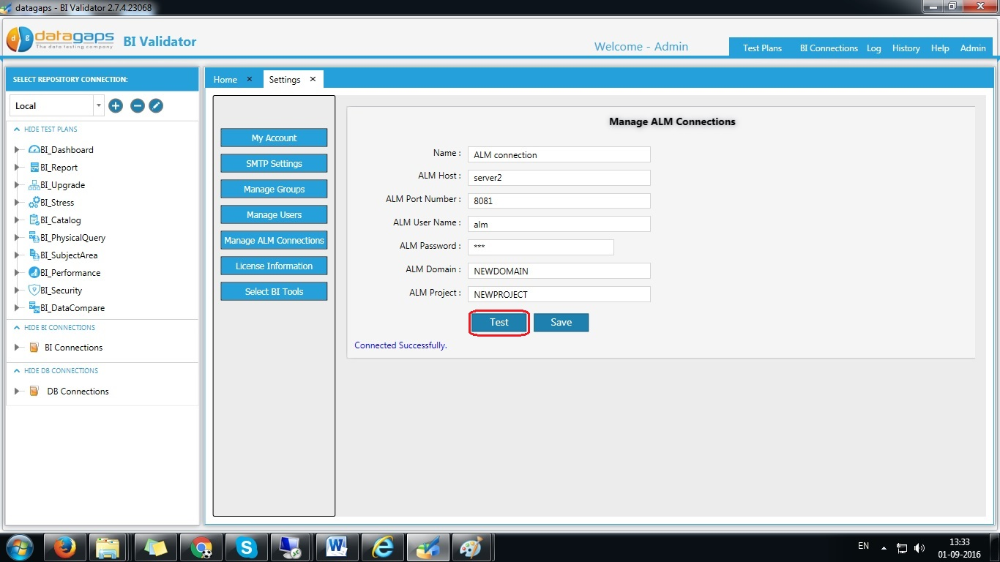 datagaps - BI Validator 2.7.4.23068
dg datagaps
The data testing company
BI Validator
Welcome - Admin
Test Plans BI Connections Log History Help Admin
SELECT REPOSITORY CONNECTION:
Local
HIDE TEST PLANS
BI_Dashboard
BI_Report
BI_Upgrade
BI_Stress
BI_Catalog
BI_PhysicalQuery
BI_SubjectArea
BI_Performance
BI_Security
BI_DataCompare
HIDE BI CONNECTIONS
BI Connections
HIDE DB CONNECTIONS
DB Connections
Home × Settings ×
My Account
SMTP Settings
Manage Groups
Manage Users
Manage ALM Connections
License Information
Select BI Tools
Manage ALM Connections
Name : ALM connection
ALM Host : server2
ALM Port Number : 8081
ALM User Name : alm
ALM Password : ***
ALM Domain : NEWDOMAIN
ALM Project : NEWPROJECT
Test Save
Connected Successfully.
EN
13:33
01-09-2016